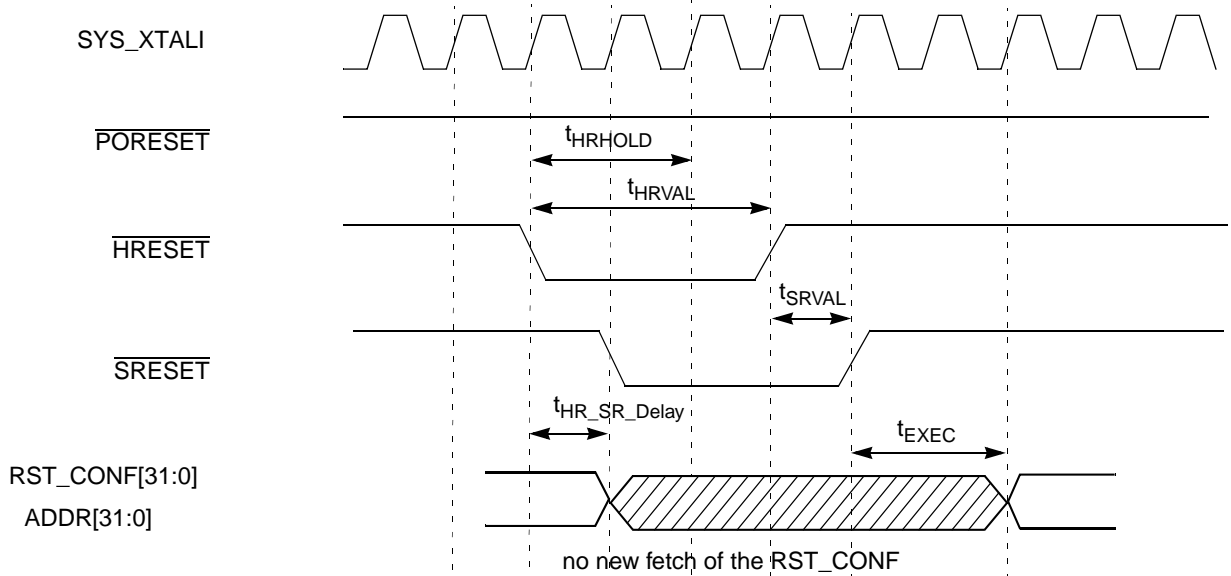 SYS_XTALI
PORESET
tHRHOLD
tHRVAL
HRESET
tSRVAL
SRESET
tHR_SR_Delay
tEXEC
RST_CONF[31:0]
ADDR[31:0]
no new fetch of the RST_CONF